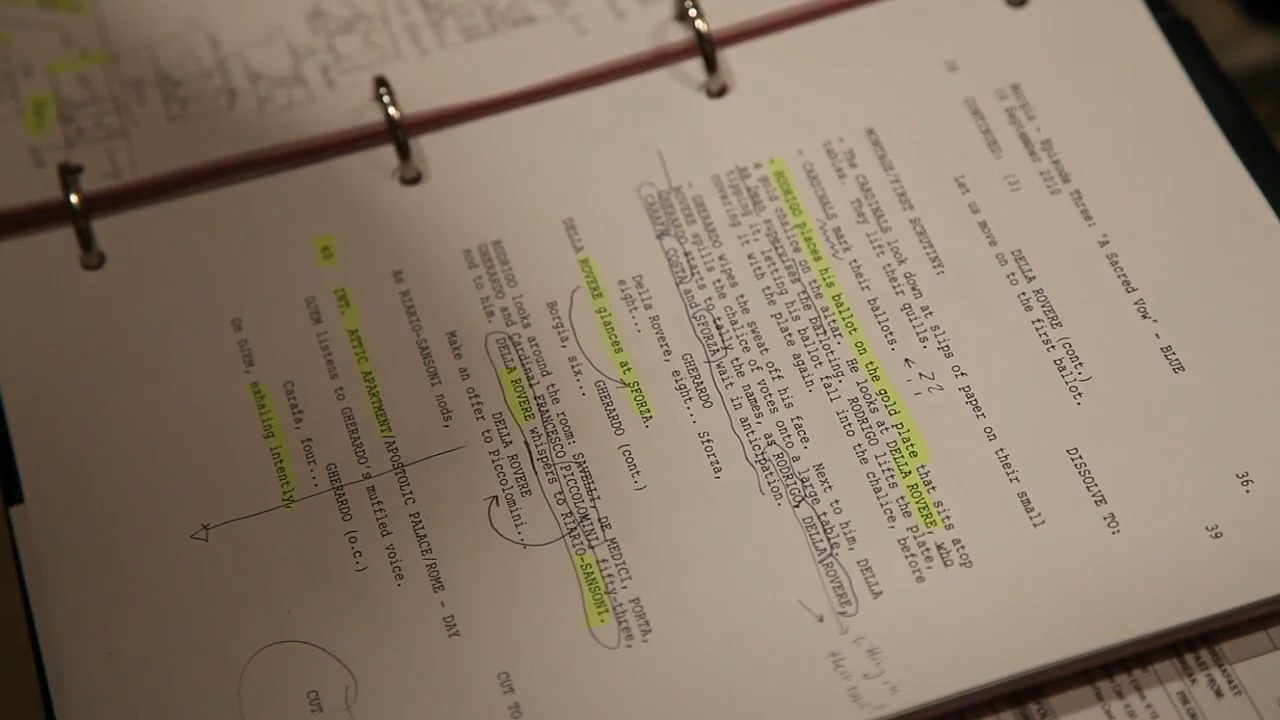 Borgia - Episode Three: "A Sacred Vow" - BLUE
12 September 2010
36.
CONTINUED: (3)
39
DELLA ROVERE (cont.)
Let us move on to the first ballot.
DISSOLVE TO:
MONTAGE/FIRST SCRUTINY:
- The CARDINALS look down at slips of paper on their small
tables. They lift their quills.
- CARDINALS mark their ballots. ← ??
- RODRIGO places his ballot on the gold plate that sits atop
a gold chalice on the altar. He looks at DELLA ROVERE, who
supervises the balloting. RODRIGO lifts the plate,
tipping it, letting his ballot fall into the chalice, before
covering it with the plate again.
- GHERARDO wipes the sweat off his face. Next to him, DELLA
ROVERE spills the chalice of votes onto a large table.
GHERARDO starts to tally the names, as RODRIGO, DELLA ROVERE,
COSTA and SFORZA wait in anticipation.
GHERARDO
Della Rovere, eight... Sforza,
eight...
DELLA ROVERE glances at SFORZA.
GHERARDO (cont.)
Borgia, six...
RODRIGO looks around the room: SAVELLI, DE MEDICI, PORTA,
GHERARDO and Cardinal FRANCESCO PICCOLOMINI, fifty-three,
nod to him. DELLA ROVERE whispers to RIARIO-SANSONI.
DELLA ROVERE
Make an offer to Piccolomini...
As RIARIO-SANSONI nods,
CUT TO
40
INT. ATTIC APARTMENT/APOSTOLIC PALACE/ROME - DAY
DJEM listens to GHERARDO's muffled voice.
GHERARDO (o.c.)
Carafa, four...
On DJEM, exhaling intently,
CUT